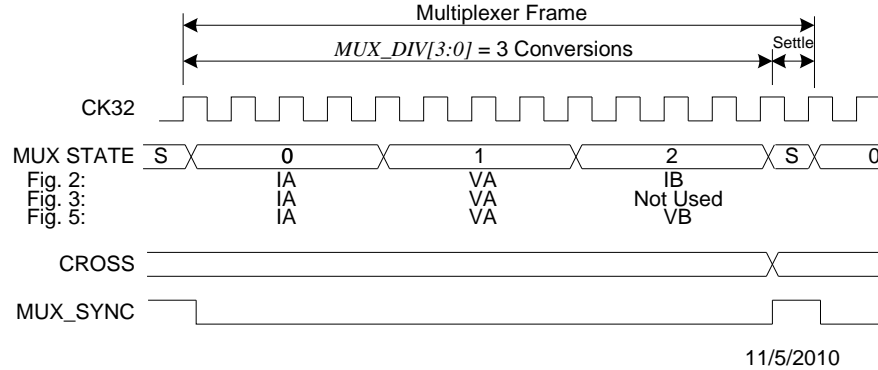 Multiplexer Frame
MUX_DIV[3:0] = 3 Conversions
Settle
CK32
MUX STATE S 0 1 2 S 0
Fig. 2: IA VA IB
Fig. 3: IA VA Not Used
Fig. 5: IA VA VB
CROSS
MUX_SYNC
11/5/2010